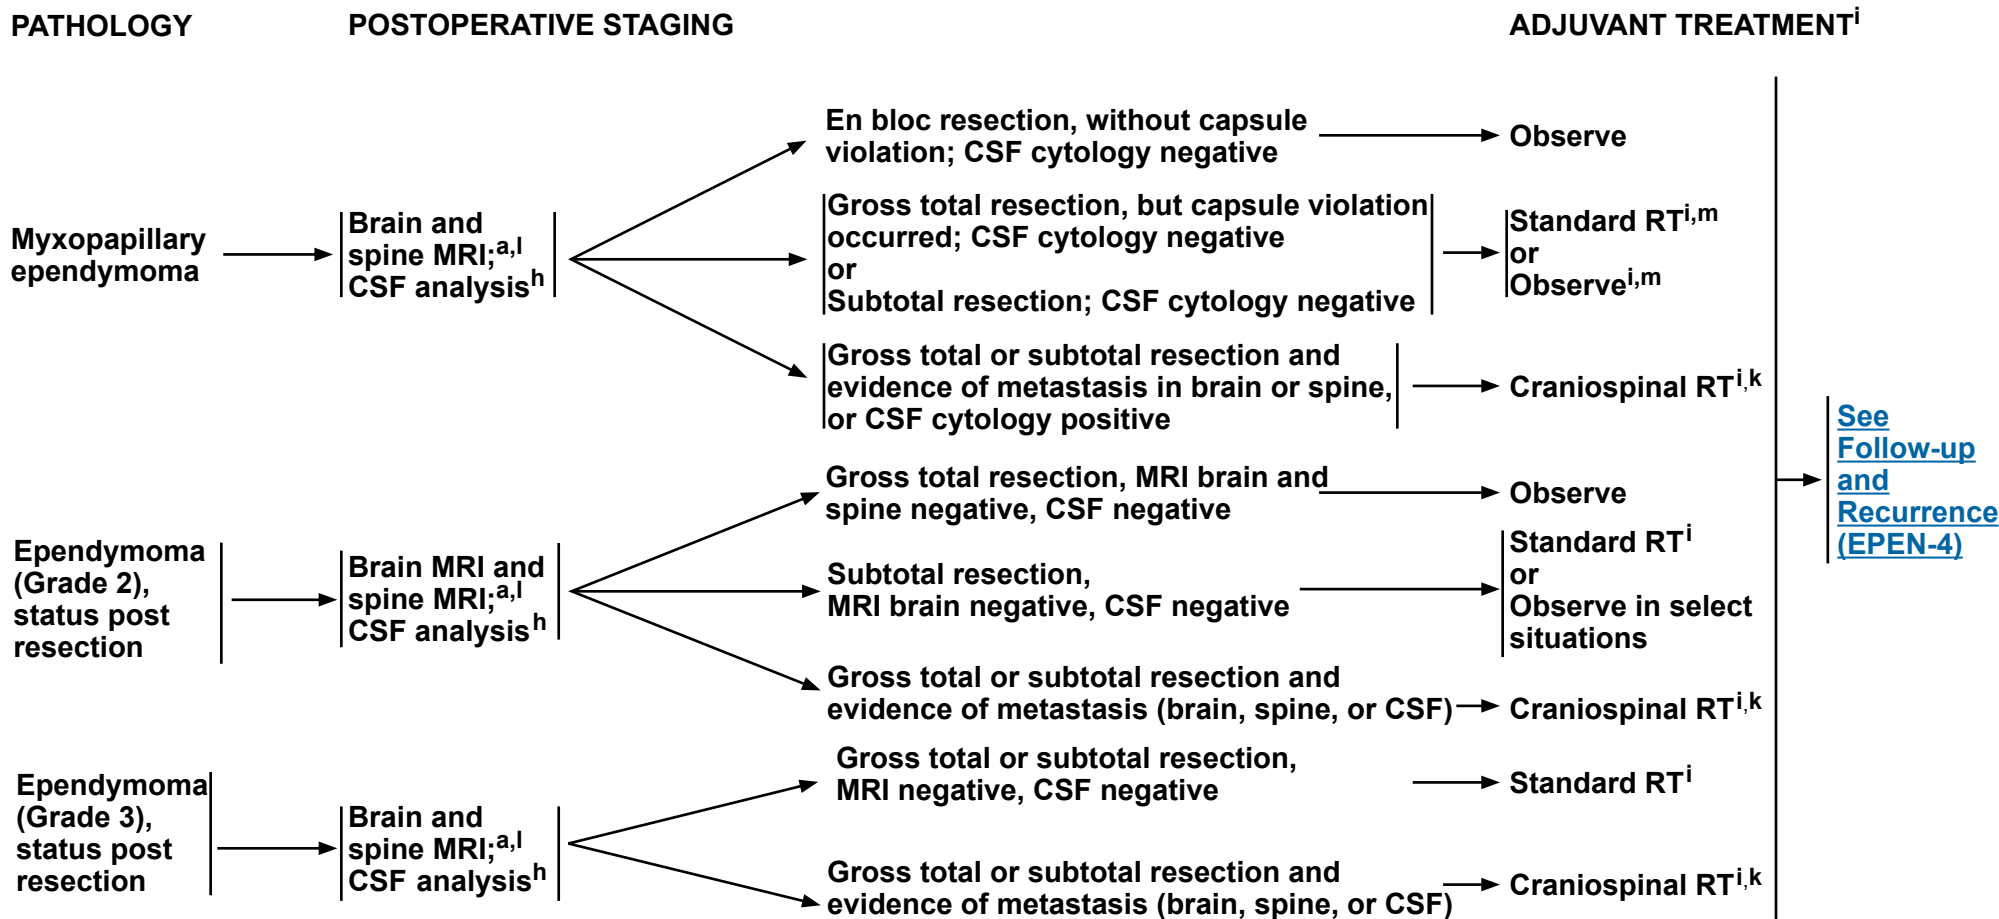 PATHOLOGY
POSTOPERATIVE STAGING
ADJUVANT TREATMENTi
Myxopapillary
ependymoma
Brain and
spine MRI;a,l
CSF analysish
En bloc resection, without capsule
violation; CSF cytology negative
Observe
Gross total resection, but capsule violation
occurred; CSF cytology negative
or
Subtotal resection; CSF cytology negative
Standard RTi,m
or
Observei,m
Gross total or subtotal resection and
evidence of metastasis in brain or spine,
or CSF cytology positive
Craniospinal RTi,k
Ependymoma
(Grade 2),
status post
resection
Brain MRI and
spine MRI;a,l
CSF analysish
Gross total resection, MRI brain and
spine negative, CSF negative
Observe
Subtotal resection,
MRI brain negative, CSF negative
Standard RTi
or
Observe in select
situations
Gross total or subtotal resection and
evidence of metastasis (brain, spine, or CSF)
Craniospinal RTi,k
Ependymoma
(Grade 3),
status post
resection
Brain and
spine MRI;a,l
CSF analysish
Gross total or subtotal resection,
MRI negative, CSF negative
Standard RTi
Gross total or subtotal resection and
evidence of metastasis (brain, spine, or CSF)
Craniospinal RTi,k
See
Follow-up
and
Recurrence
(EPEN-4)